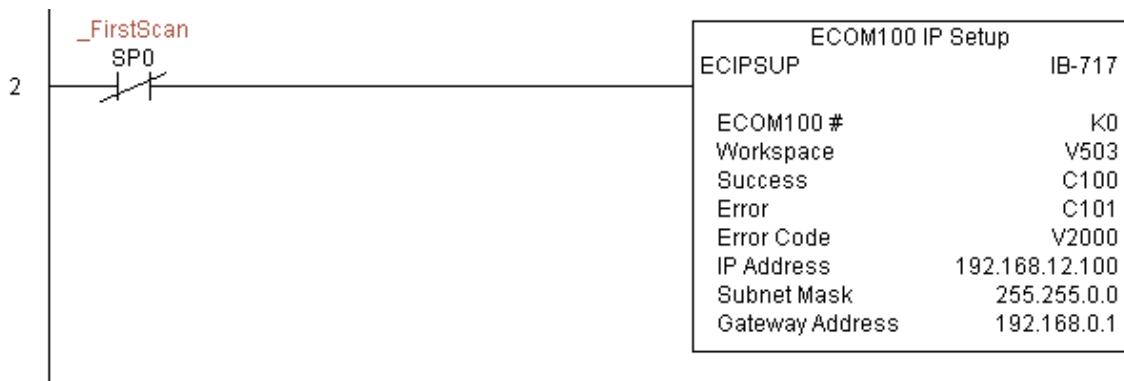 _FirstScan
SP0
2
ECOM100 IP Setup
ECIPSUP IB-717
ECOM100 # K0
Workspace V503
Success C100
Error C101
Error Code V2000
IP Address 192.168.12.100
Subnet Mask 255.255.0.0
Gateway Address 192.168.0.1